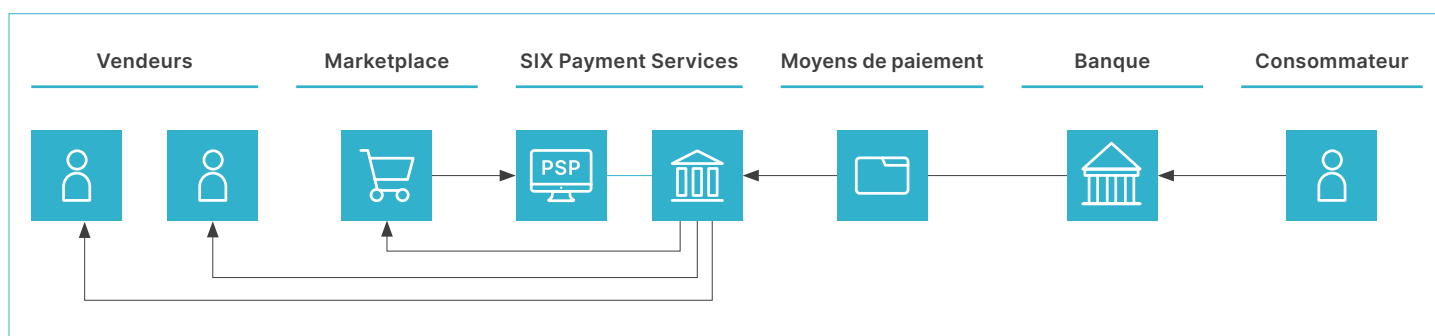 Vendeurs
Marketplace
SIX Payment Services
Moyens de paiement
Banque
Consommateur
PSP